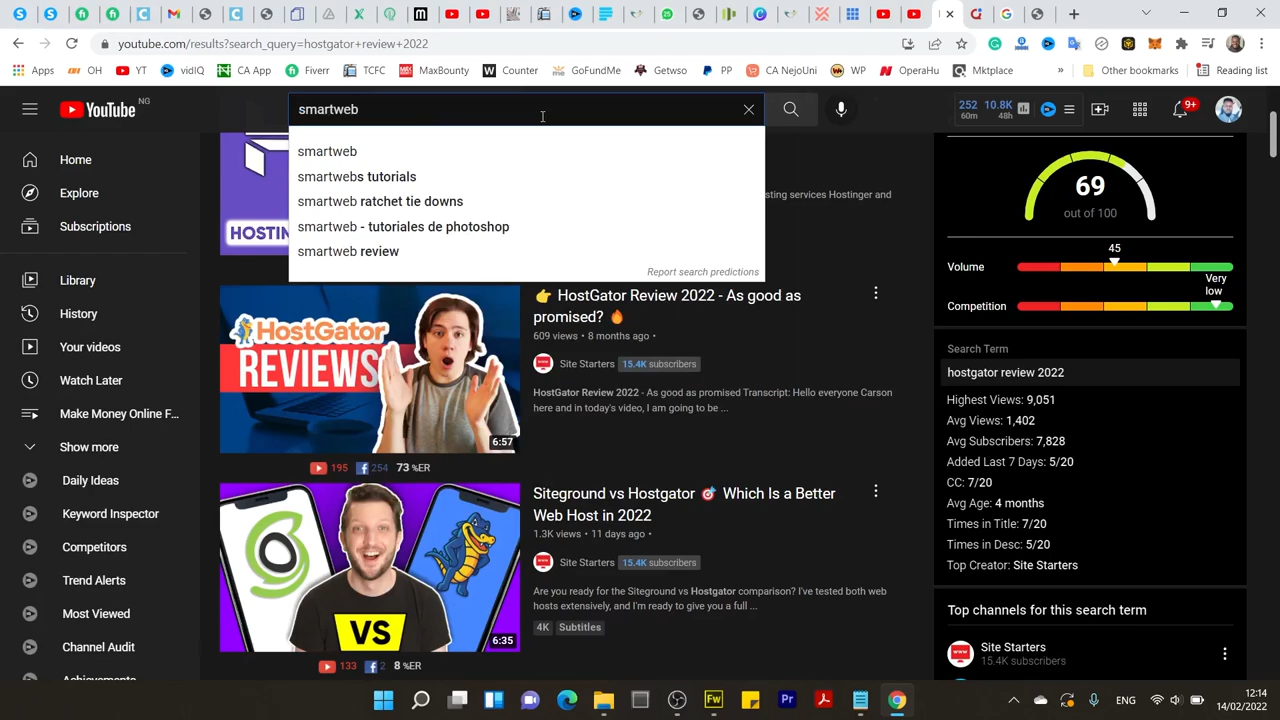 youtube.com/results?search_query=hostgator+review+2022
Apps
OH
YT
vidIQ
CA App
Fiverr
TCFC
MaxBounty
Counter
GoFundMe
Getwso
PP
CA NejoUni
WP
OperaHu
Mktplace
»
Other bookmarks
Reading list
YouTube NG
smartweb
252 10.8K
60m 48h
9+
smartweb
smartwebs tutorials
smartweb ratchet tie downs
smartweb - tutoriales de photoshop
smartweb review
Report search predictions
Home
Explore
Subscriptions
Library
History
Your videos
Watch Later
Make Money Online F...
Show more
Daily Ideas
Keyword Inspector
Competitors
Trend Alerts
Most Viewed
Channel Audit
Achievements
HOSTIN
sting services Hostinger and
HostGator
REVIEWS
6:57
👉 HostGator Review 2022 - As good as
promised? 🔥
609 views • 8 months ago •
Site Starters 15.4K subscribers
HostGator Review 2022 - As good as promised Transcript: Hello everyone Carson
here and in today's video, I am going to be ...
195 254 73 %ER
VS
6:35
Siteground vs Hostgator 🎯 Which Is a Better
Web Host in 2022
1.3K views • 11 days ago •
Site Starters 15.4K subscribers
Are you ready for the Siteground vs Hostgator comparison? I've tested both web
hosts extensively, and I'm ready to give you a full ...
4K Subtitles
133 2 8 %ER
69
out of 100
45
Volume
Very
low
Competition
Search Term
hostgator review 2022
Highest Views: 9,051
Avg Views: 1,402
Avg Subscribers: 7,828
Added Last 7 Days: 5/20
CC: 7/20
Avg Age: 4 months
Times in Title: 7/20
Times in Desc: 5/20
Top Creator: Site Starters
Top channels for this search term
www
Site Starters
15.4K subscribers
ENG
12:14
14/02/2022